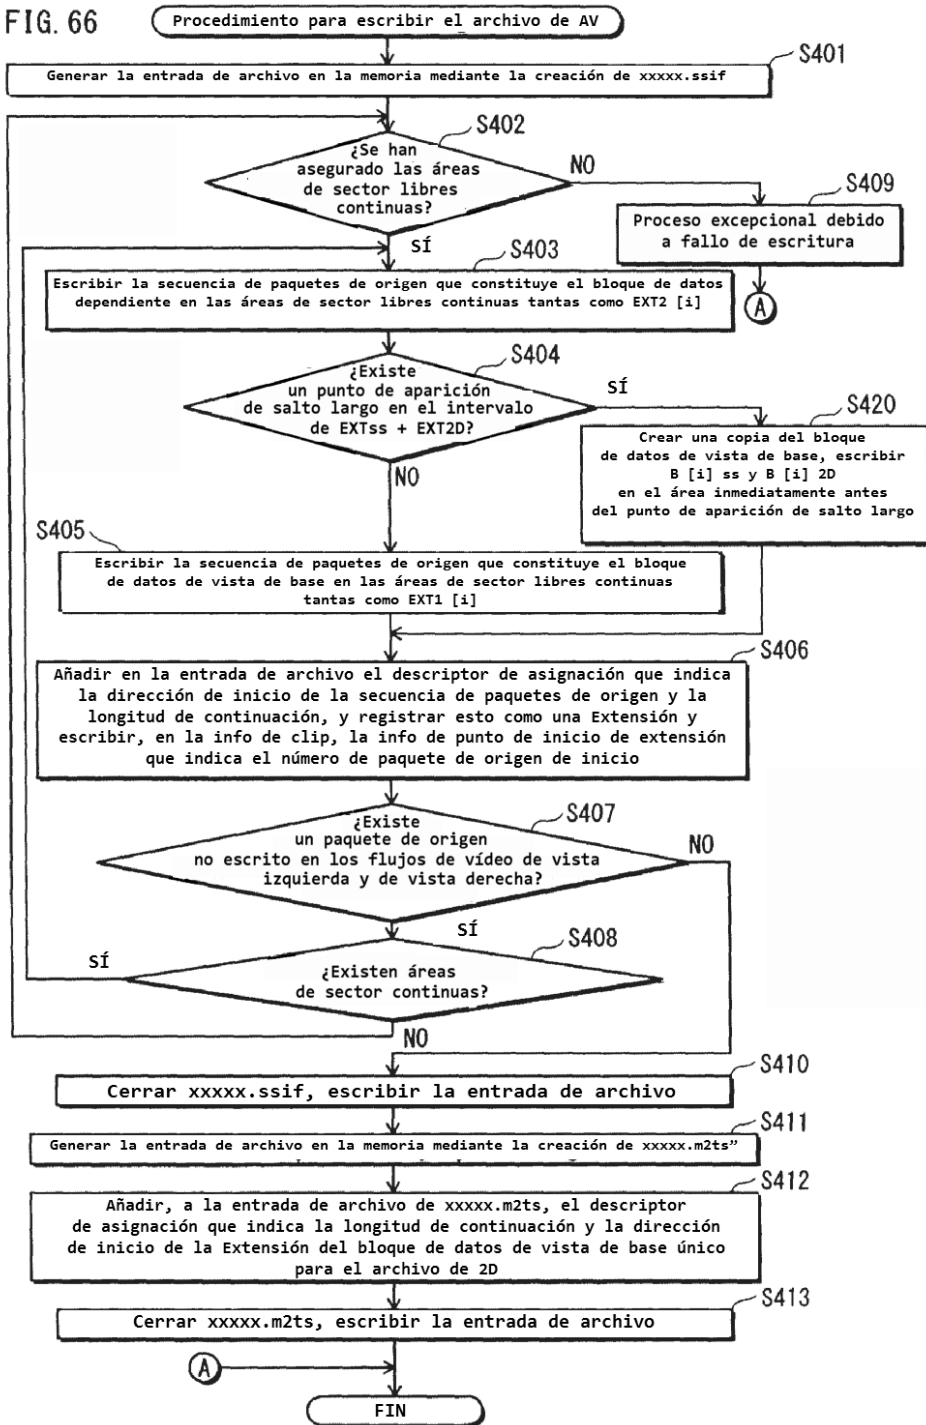 FIG. 66
Procedimiento para escribir el archivo de AV
S401
Generar la entrada de archivo en la memoria mediante la creación de xxxxx.ssif
S402
¿Se han
asegurado las áreas
de sector libres
continuas?
NO
SÍ
S409
Proceso excepcional debido
a fallo de escritura
A
S403
Escribir la secuencia de paquetes de origen que constituye el bloque de datos
dependiente en las áreas de sector libres continuas tantas como EXT2 [i]
S404
¿Existe
un punto de aparición
de salto largo en el intervalo
de EXTss + EXT2D?
SÍ
NO
S420
Crear una copia del bloque
de datos de vista de base, escribir
B [i] ss y B [i] 2D
en el área inmediatamente antes
del punto de aparición de salto largo
S405
Escribir la secuencia de paquetes de origen que constituye el bloque
de datos de vista de base en las áreas de sector libres continuas
tantas como EXT1 [i]
S406
Añadir en la entrada de archivo el descriptor de asignación que indica
la dirección de inicio de la secuencia de paquetes de origen y la
longitud de continuación, y registrar esto como una Extensión y
escribir, en la info de clip, la info de punto de inicio de extensión
que indica el número de paquete de origen de inicio
S407
¿Existe
un paquete de origen
no escrito en los flujos de vídeo de vista
izquierda y de vista derecha?
NO
SÍ
S408
¿Existen áreas
de sector continuas?
SÍ
NO
S410
Cerrar xxxxx.ssif, escribir la entrada de archivo
S411
Generar la entrada de archivo en la memoria mediante la creación de xxxxx.m2ts”
S412
Añadir, a la entrada de archivo de xxxxx.m2ts, el descriptor
de asignación que indica la longitud de continuación y la dirección
de inicio de la Extensión del bloque de datos de vista de base único
para el archivo de 2D
S413
Cerrar xxxxx.m2ts, escribir la entrada de archivo
A
FIN